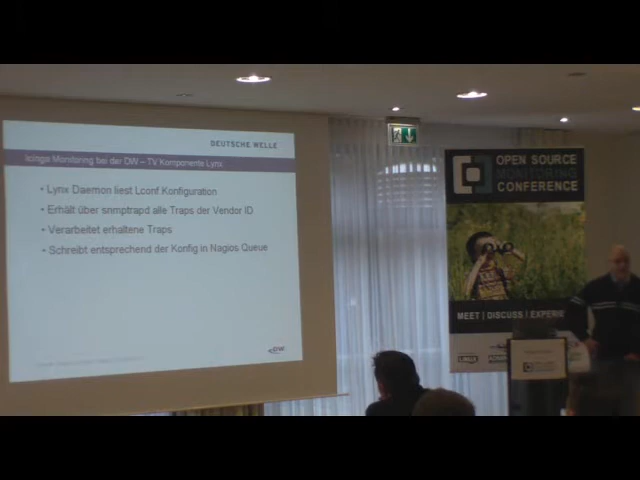 DEUTSCHE WELLE
Icinga Monitoring bei der DW – TV Komponente Lynx
• Lynx Daemon liest Lconf Konfiguration
• Erhält über snmptrapd alle Traps der Vendor ID
• Verarbeitet erhaltene Traps
• Schreibt entsprechend der Konfig in Nagios Queue
OPEN SOURCE
MONITORING
CONFERENCE
MEET | DISCUSS | EXPERI